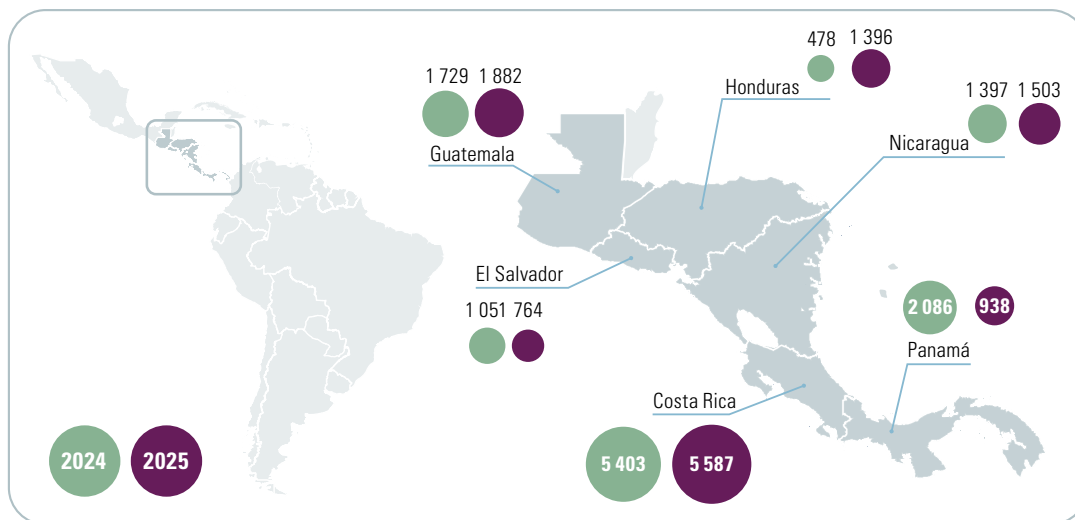 478 1 396
Honduras
1 729 1 882
Guatemala
1 397 1 503
Nicaragua
El Salvador
1 051 764
2 086 938
Panamá
Costa Rica
5 403 5 587
2024 2025